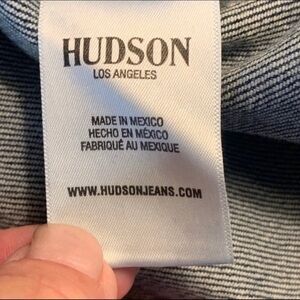 HUDSON
LOS ANGELES
MADE IN MEXICO
HECHO EN MÉXICO
FABRIQUÉ AU MEXIQUE
WWW.HUDSONJEANS.COM